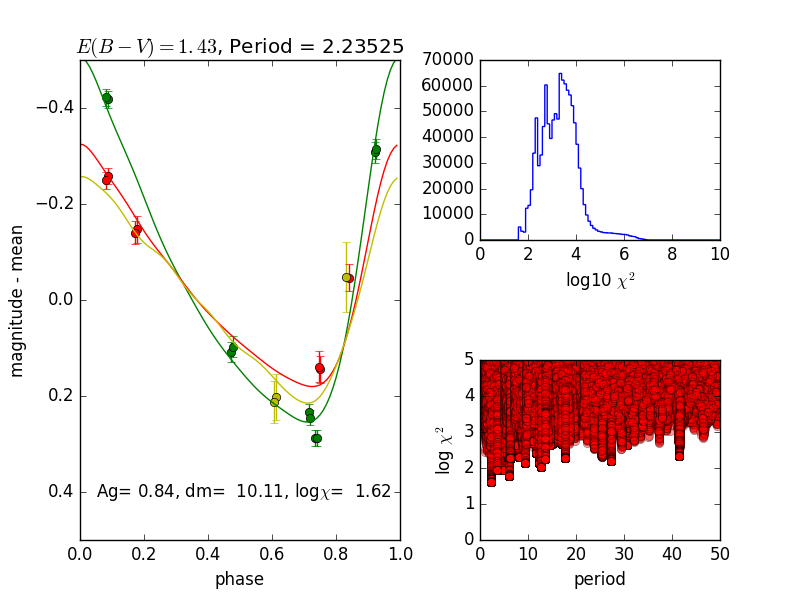 E(B − V) = 1.43, Period = 2.23525
−0.4
−0.2
0.0
0.2
0.4
magnitude - mean
Ag= 0.84, dm= 10.11, logχ= 1.62
0.0 0.2 0.4 0.6 0.8 1.0
phase
70000
60000
50000
40000
30000
20000
10000
0
0 2 4 6 8 10
log10 χ²
5
4
3
2
1
0
log χ²
0 10 20 30 40 50
period